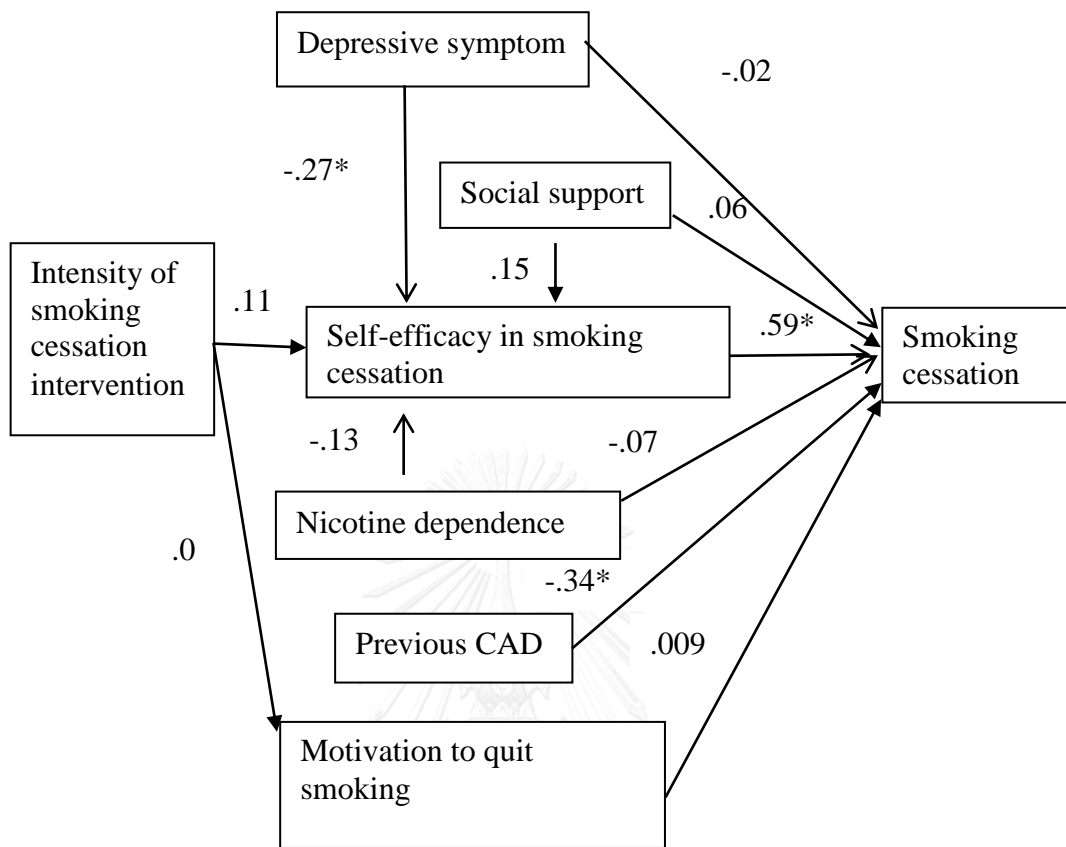 Depressive symptom
-.02
-.27*
Social support
.06
Intensity of
smoking
cessation
intervention
.11
.15
Self-efficacy in smoking
cessation
.59*
Smoking
cessation
-.13
-.07
Nicotine dependence
.0
-.34*
Previous CAD
.009
Motivation to quit
smoking